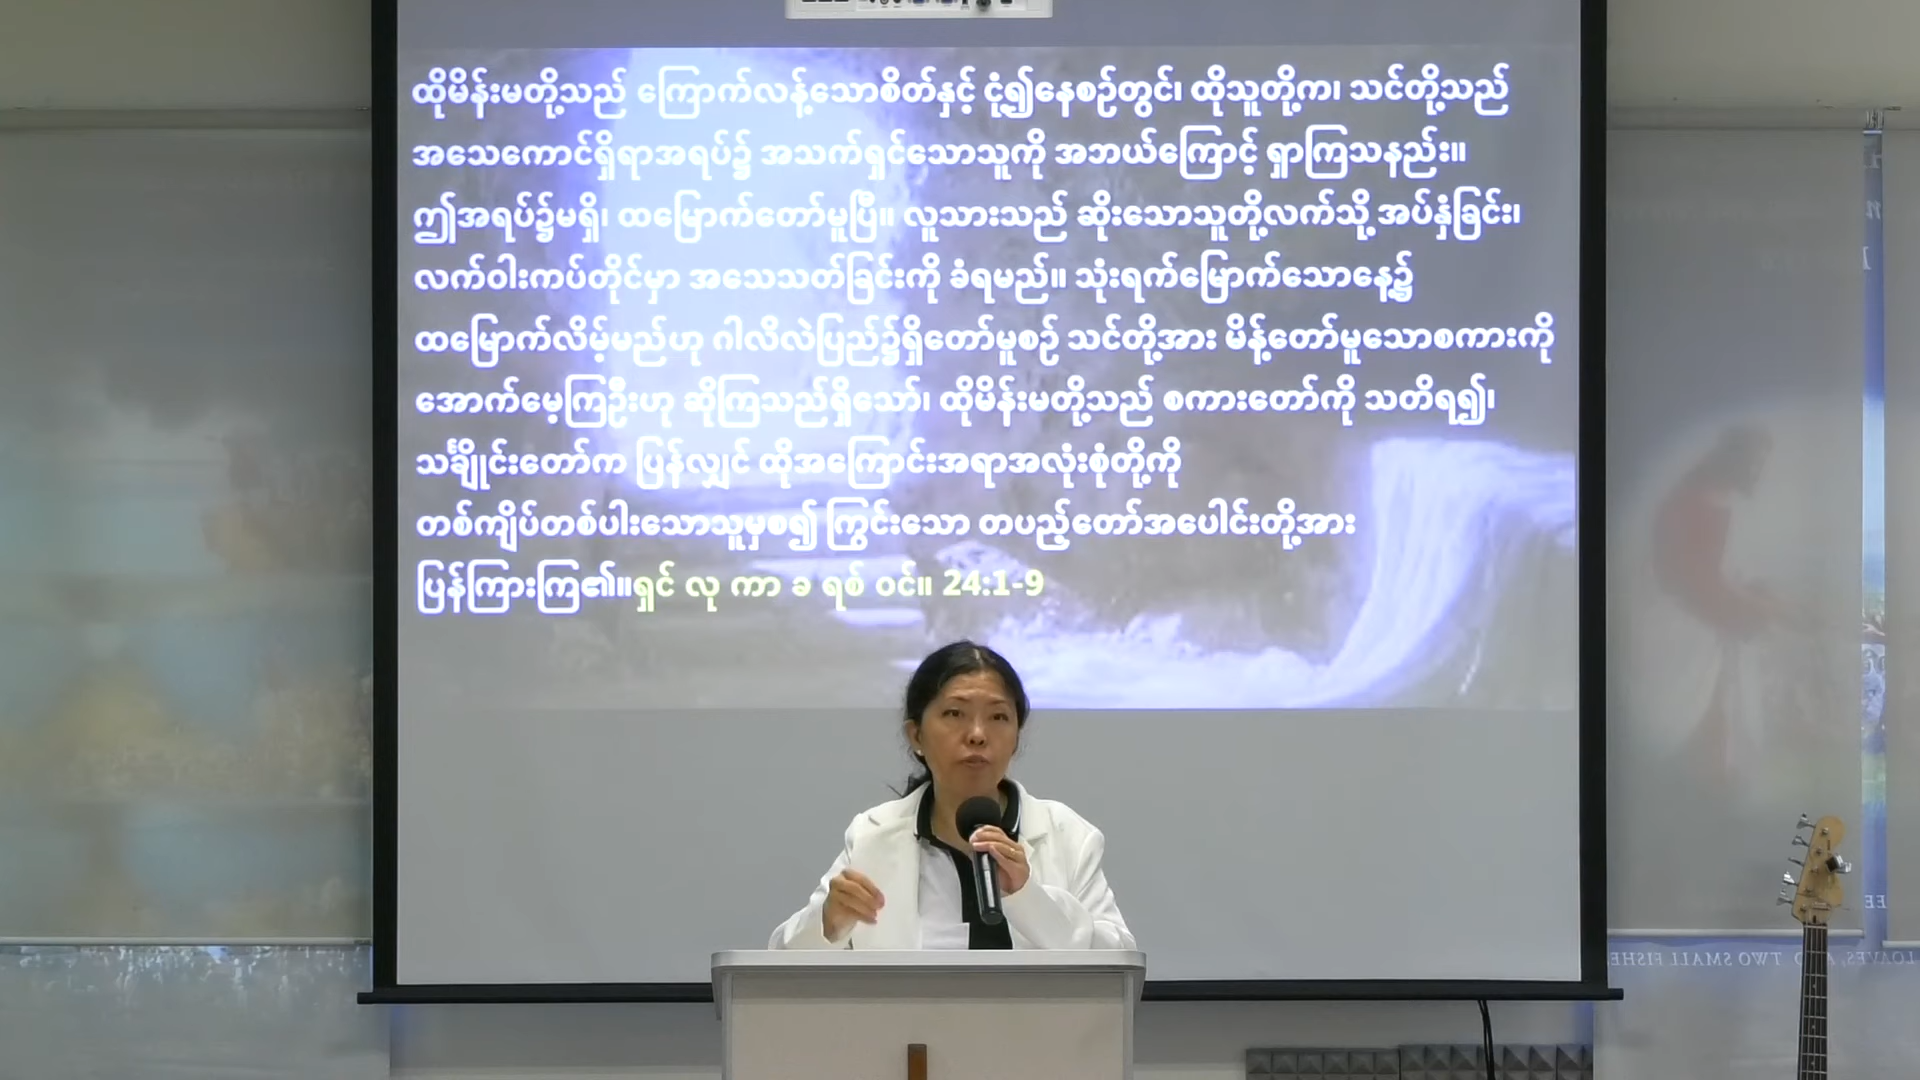 ထိုမိန်းမတို့သည် ကြောက်လန့်သောစိတ်နှင့် ငုံ့၍နေစဉ်တွင်၊ ထိုသူတို့က၊ သင်တို့သည်
အသေကောင်ရှိရာအရပ်၌ အသက်ရှင်သောသူကို အဘယ်ကြောင့် ရှာကြသနည်း။
ဤအရပ်၌မရှိ၊ ထမြောက်တော်မူပြီ။ လူသားသည် ဆိုးသောသူတို့လက်သို့ အပ်နှံခြင်း၊
လက်ဝါးကပ်တိုင်မှာ အသေသတ်ခြင်းကို ခံရမည်။ သုံးရက်မြောက်သောနေ့၌
ထမြောက်လိမ့်မည်ဟု ဂါလိလဲပြည်၌ရှိတော်မူစဉ် သင်တို့အား မိန့်တော်မူသောစကားကို
အောက်မေ့ကြဦးဟု ဆိုကြသည်ရှိသော်၊ ထိုမိန်းမတို့သည် စကားတော်ကို သတိရ၍၊
သင်္ချိုင်းတော်က ပြန်လျှင် ထိုအကြောင်းအရာအလုံးစုံတို့ကို
တစ်ကျိပ်တစ်ပါးသောသူမှစ၍ ကြွင်းသော တပည့်တော်အပေါင်းတို့အား
ပြန်ကြားကြ၏။ရှင် လု ကာ ခ ရစ် ဝင်။ 24:1-9
LOAVES, AND TWO SMALL FISHE